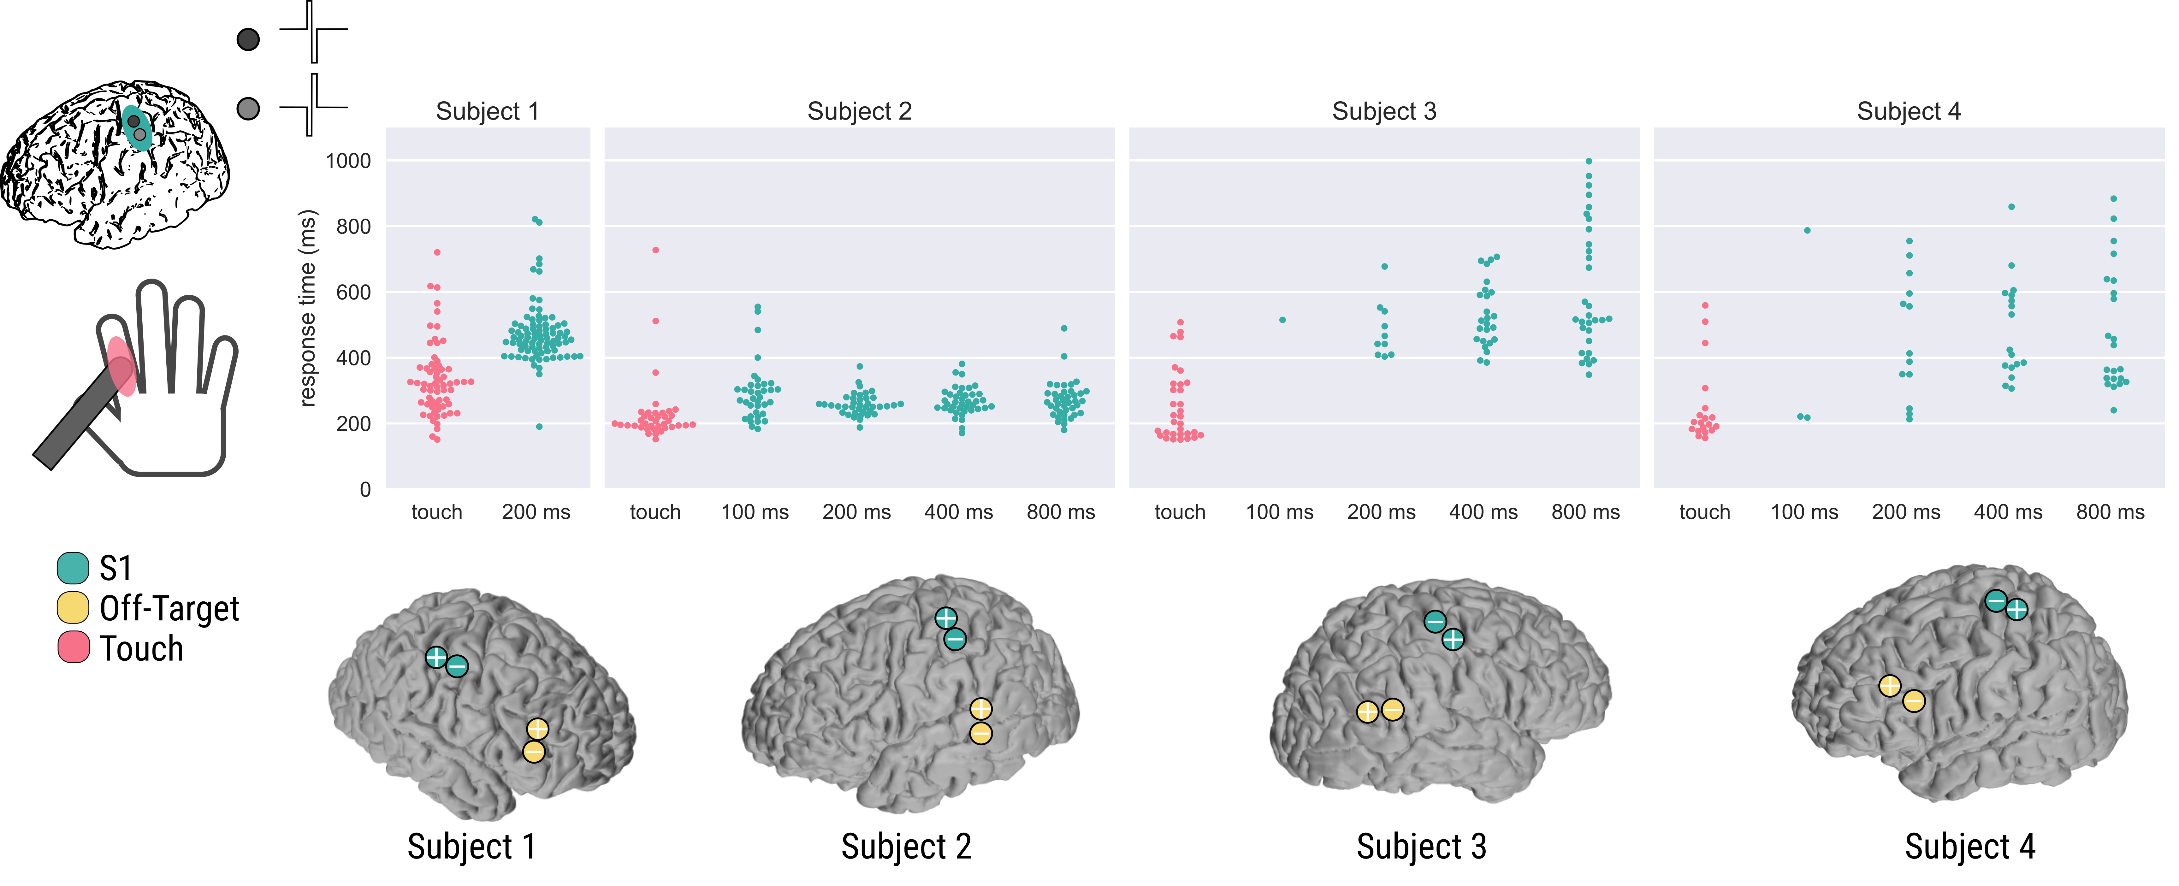 Subject 1
Subject 2
Subject 3
Subject 4
response time (ms)
1000
800
600
400
200
0
touch 200 ms
touch 100 ms 200 ms 400 ms 800 ms
touch 100 ms 200 ms 400 ms 800 ms
touch 100 ms 200 ms 400 ms 800 ms
S1
Off-Target
Touch
Subject 1
Subject 2
Subject 3
Subject 4